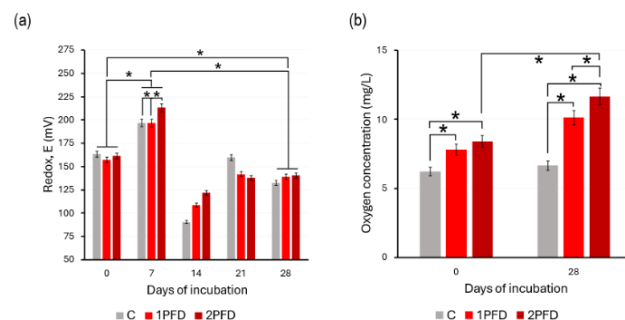 (a)
275
250
225
200
175
150
125
100
75
50
Redox, E (mV)
*
*
*
* *
0 7 14 21 28
Days of incubation
C 1PFD 2PFD
(b)
15
10
5
0
Oxygen concentration (mg/L)
* *
*
*
*
*
0 28
Days of incubation
C 1PFD 2PFD